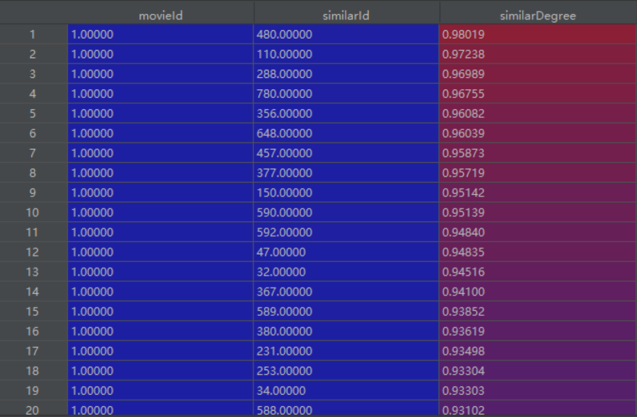 movieId similarId similarDegree
1 1.00000 480.00000 0.98019
2 1.00000 110.00000 0.97238
3 1.00000 288.00000 0.96989
4 1.00000 780.00000 0.96755
5 1.00000 356.00000 0.96082
6 1.00000 648.00000 0.96039
7 1.00000 457.00000 0.95873
8 1.00000 377.00000 0.95719
9 1.00000 150.00000 0.95142
10 1.00000 590.00000 0.95139
11 1.00000 592.00000 0.94840
12 1.00000 47.00000 0.94835
13 1.00000 32.00000 0.94516
14 1.00000 367.00000 0.94100
15 1.00000 589.00000 0.93852
16 1.00000 380.00000 0.93619
17 1.00000 231.00000 0.93498
18 1.00000 253.00000 0.93304
19 1.00000 34.00000 0.93303
20 1.00000 588.00000 0.93102